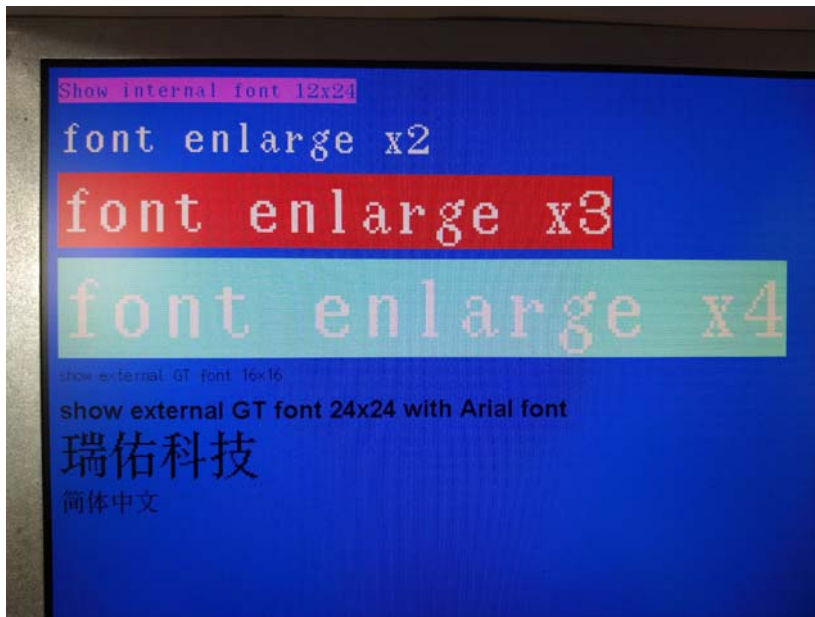 Show internal font 12x24
font enlarge x2
font enlarge x3
font enlarge x4
show external GT font 16x16
show external GT font 24x24 with Arial font
瑞佑科技
简体中文